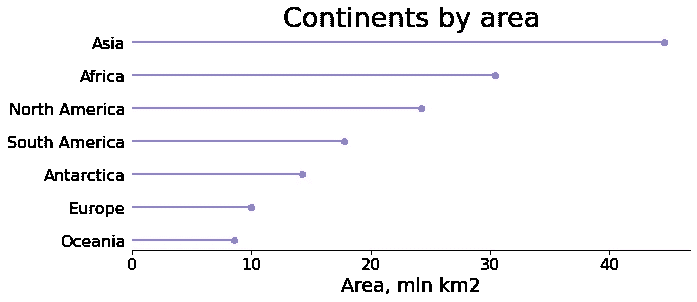 Continents by area
Asia
Africa
North America
South America
Antarctica
Europe
Oceania
0 10 20 30 40
Area, mln km2